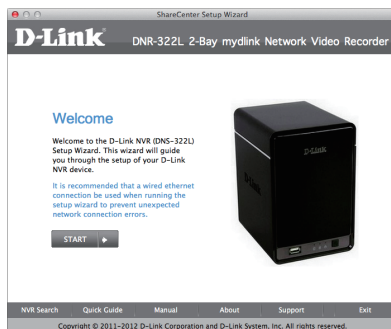 ShareCenter Setup Wizard
D-Link
DNR-322L 2-Bay mydlink Network Video Recorder
Welcome
Welcome to the D-Link NVR (DNS-322L)
Setup Wizard. This wizard will guide
you through the setup of your D-Link
NVR device.
It is recommended that a wired ethernet
connection be used when running the
setup wizard to prevent unexpected
network connection errors.
START
D-Link
D-Link
NVR Search Quick Guide Manual About Support Exit
Copyright © 2011-2012 D-Link Corporation and D-Link System, Inc. All rights reserved.